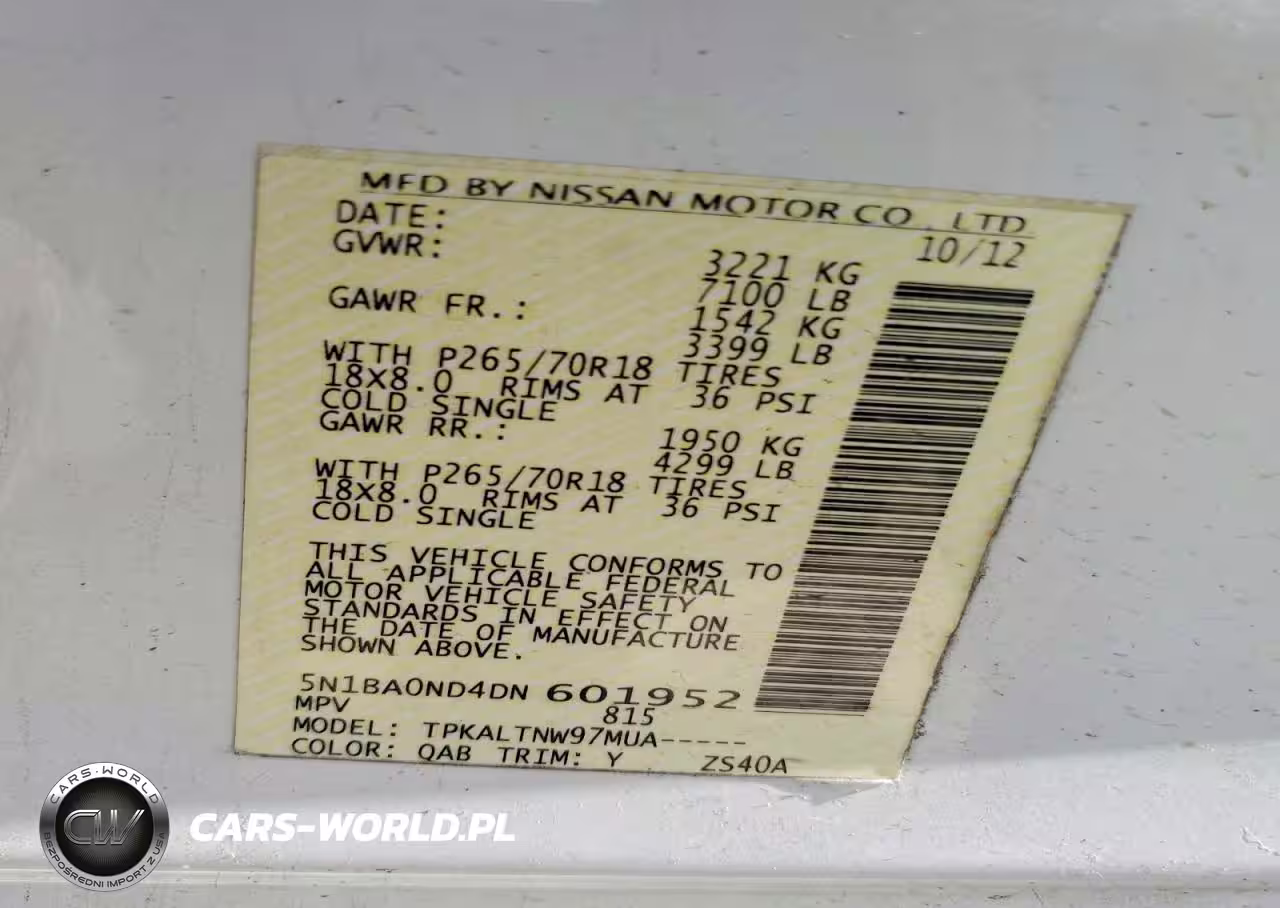 MFD BY NISSAN MOTOR CO., LTD
DATE: 10/12
GVWR: 3221 KG
7100 LB
GAWR FR.: 1542 KG
3399 LB
WITH P265/70R18 TIRES
18X8.0 RIMS AT 36 PSI
COLD SINGLE
GAWR RR.: 1950 KG
4299 LB
WITH P265/70R18 TIRES
18X8.0 RIMS AT 36 PSI
COLD SINGLE
THIS VEHICLE CONFORMS TO
ALL APPLICABLE FEDERAL
MOTOR VEHICLE SAFETY
STANDARDS IN EFFECT ON
THE DATE OF MANUFACTURE
SHOWN ABOVE.
5N1BA0ND4DN 601952
MPV 815
MODEL: TPKALTNW97MUA-----
COLOR: QAB TRIM: Y ZS40A
CARS-WORLD
CW
BEZPOŚREDNI IMPORT Z USA
CARS-WORLD.PL